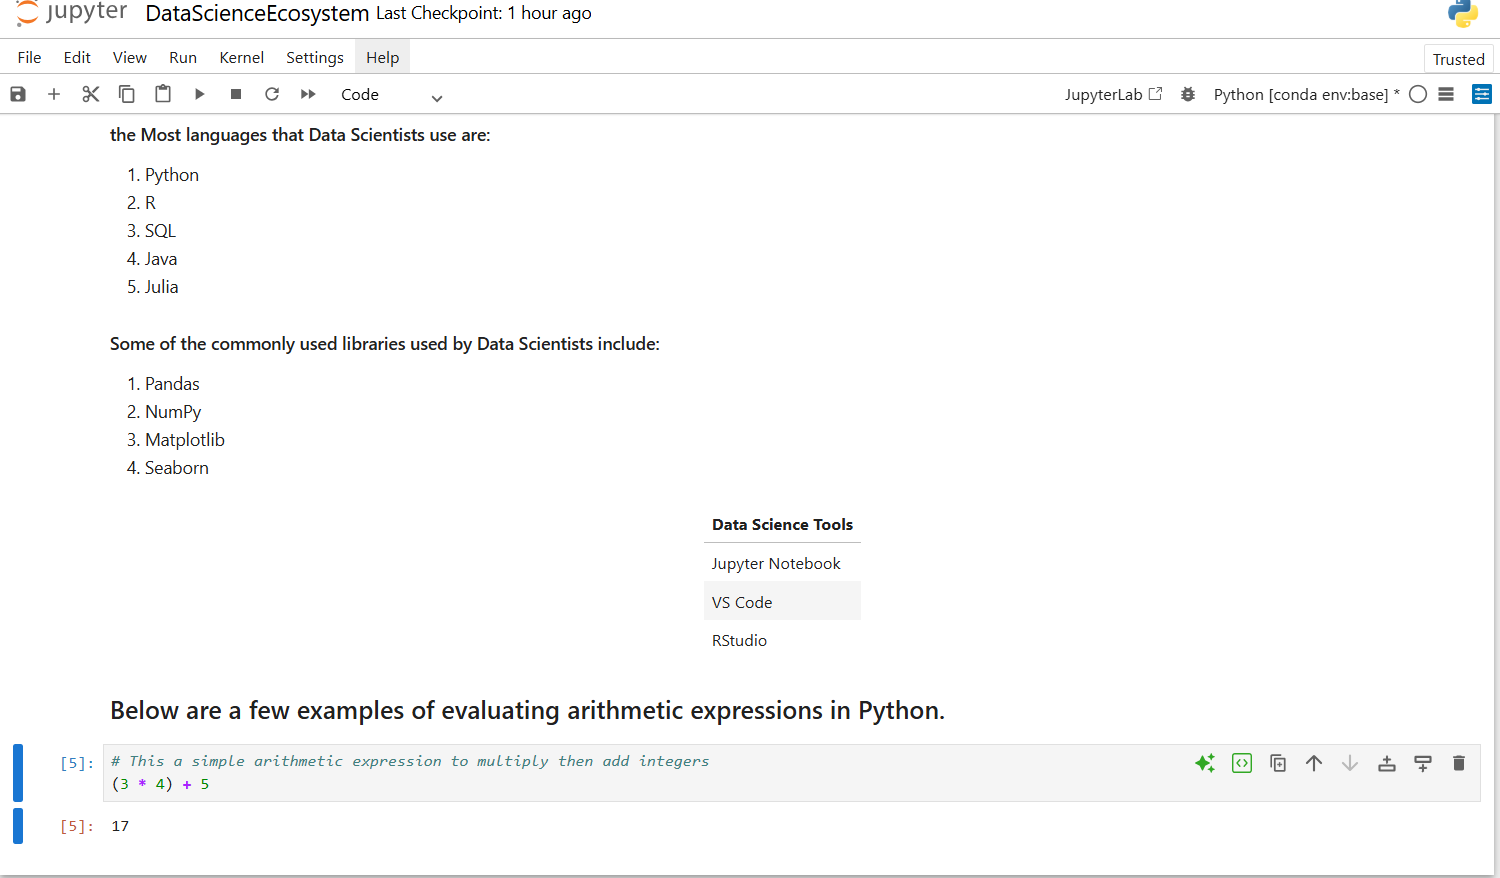 jupyter DataScienceEcosystem Last Checkpoint: 1 hour ago
File Edit View Run Kernel Settings Help
Trusted
Code
JupyterLab Python [conda env:base] *
the Most languages that Data Scientists use are:
1. Python
2. R
3. SQL
4. Java
5. Julia
Some of the commonly used libraries used by Data Scientists include:
1. Pandas
2. NumPy
3. Matplotlib
4. Seaborn
Data Science Tools
Jupyter Notebook
VS Code
RStudio
Below are a few examples of evaluating arithmetic expressions in Python.
[5]: # This a simple arithmetic expression to multiply then add integers
(3 * 4) + 5
[5]: 17